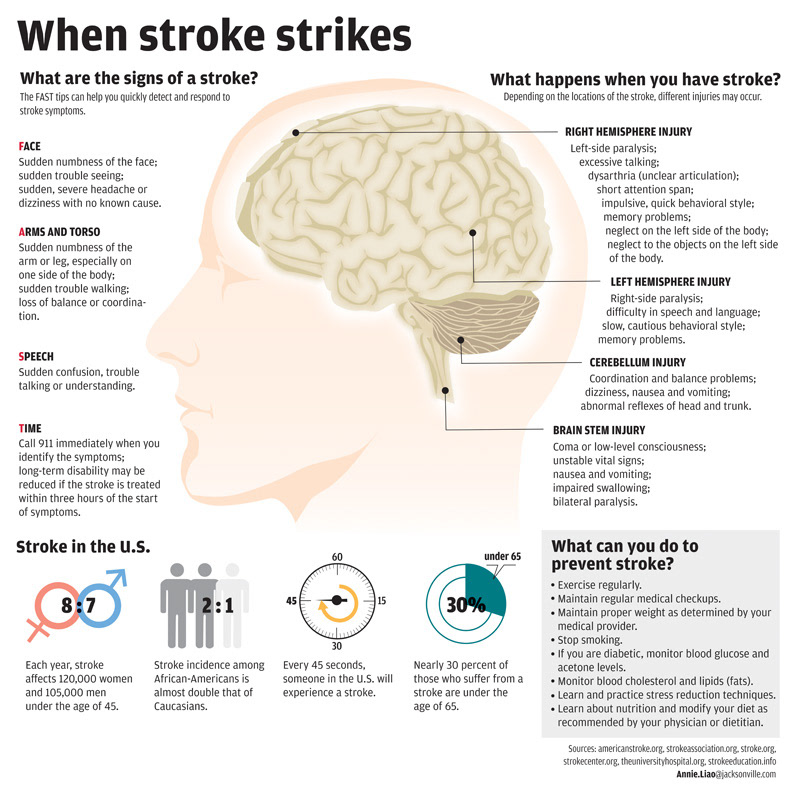 When stroke strikes
What are the signs of a stroke?
The FAST tips can help you quickly detect and respond to
stroke symptoms.
FACE
Sudden numbness of the face;
sudden trouble seeing;
sudden, severe headache or
dizziness with no known cause.
ARMS AND TORSO
Sudden numbness of the
arm or leg, especially on
one side of the body;
sudden trouble walking;
loss of balance or coordina-
tion.
SPEECH
Sudden confusion, trouble
talking or understanding.
TIME
Call 911 immediately when you
identify the symptoms;
long-term disability may be
reduced if the stroke is treated
within three hours of the start
of symptoms.
What happens when you have stroke?
Depending on the locations of the stroke, different injuries may occur.
RIGHT HEMISPHERE INJURY
Left-side paralysis;
excessive talking;
dysarthria (unclear articulation);
short attention span;
impulsive, quick behavioral style;
memory problems;
neglect on the left side of the body;
neglect to the objects on the left side
of the body.
LEFT HEMISPHERE INJURY
Right-side paralysis;
difficulty in speech and language;
slow, cautious behavioral style;
memory problems.
CEREBELLUM INJURY
Coordination and balance problems;
dizziness, nausea and vomiting;
abnormal reflexes of head and trunk.
BRAIN STEM INJURY
Coma or low-level consciousness;
unstable vital signs;
nausea and vomiting;
impaired swallowing;
bilateral paralysis.
Stroke in the U.S.
8:7
Each year, stroke
affects 120,000 women
and 105,000 men
under the age of 45.
2:1
Stroke incidence among
African-Americans is
almost double that of
Caucasians.
60
45
15
30
Every 45 seconds,
someone in the U.S. will
experience a stroke.
under 65
30%
Nearly 30 percent of
those who suffer from a
stroke are under the
age of 65.
What can you do to
prevent stroke?
• Exercise regularly.
• Maintain regular medical checkups.
• Maintain proper weight as determined by your
medical provider.
• Stop smoking.
• If you are diabetic, monitor blood glucose and
acetone levels.
• Monitor blood cholesterol and lipids (fats).
• Learn and practice stress reduction techniques.
• Learn about nutrition and modify your diet as
recommended by your physician or dietitian.
Sources: americanstroke.org, strokeassociation.org, stroke.org,
strokecenter.org, theuniversityhospital.org, strokeeducation.info
Annie.Liao@jacksonville.com